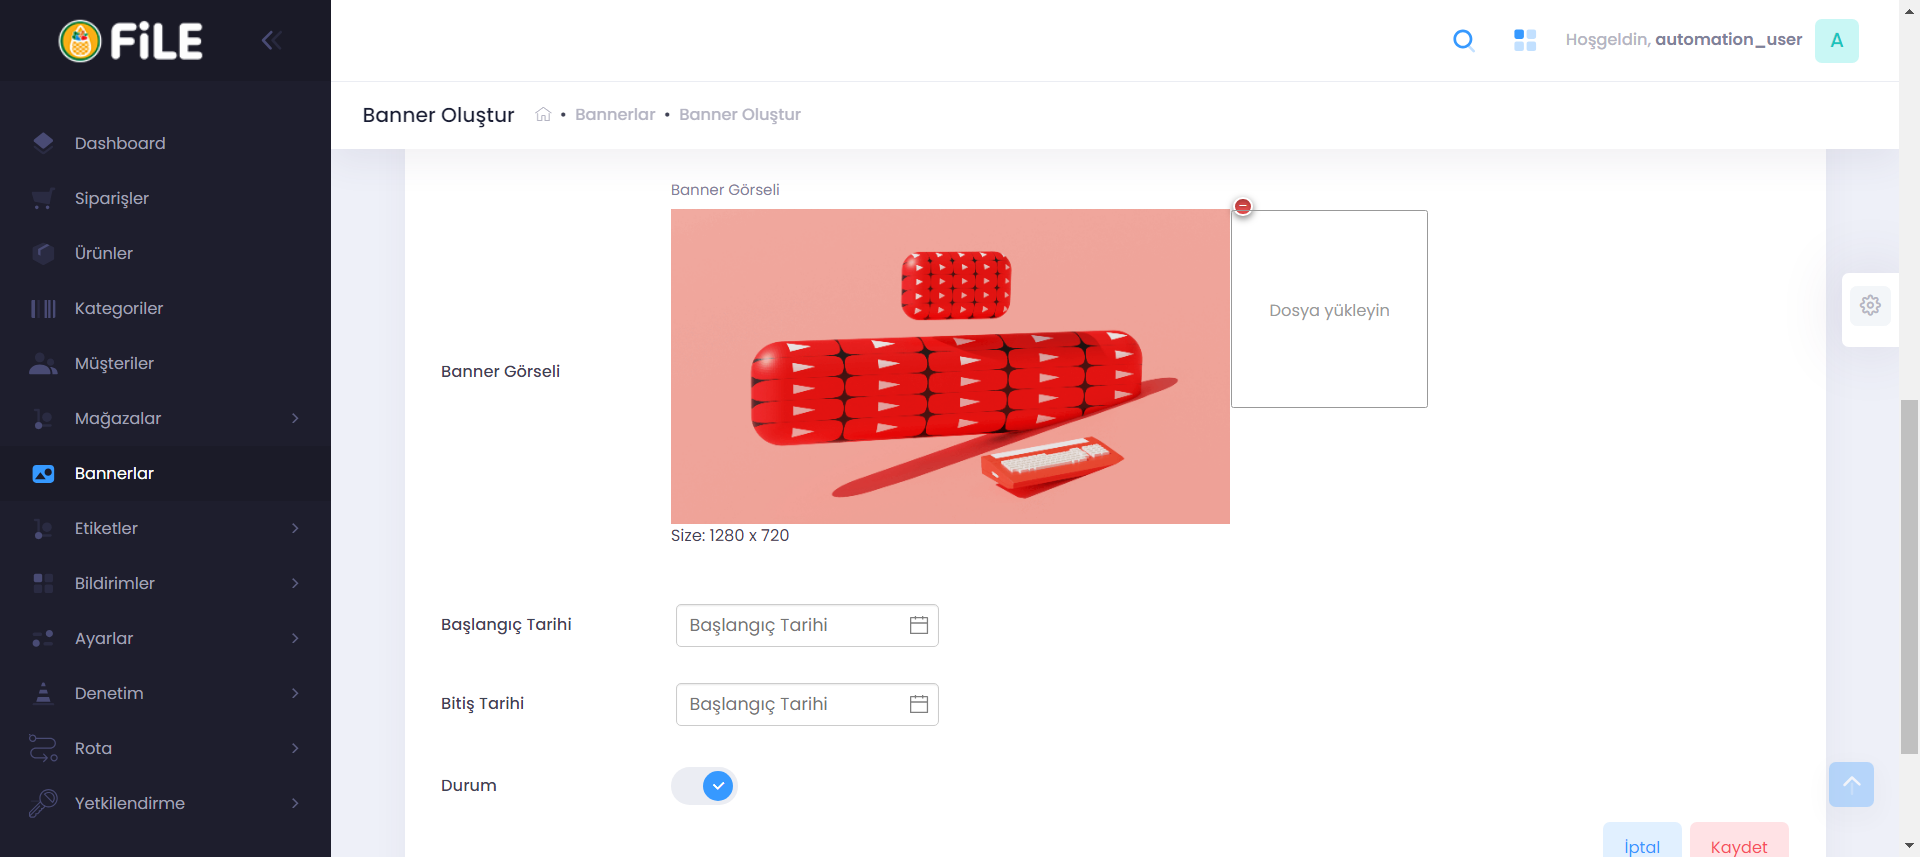 FiLE
Hoşgeldin, automation_user
A
Banner Oluştur
• Bannerlar • Banner Oluştur
Dashboard
Siparişler
Ürünler
Kategoriler
Müşteriler
Mağazalar
Bannerlar
Etiketler
Bildirimler
Ayarlar
Denetim
Rota
Yetkilendirme
Banner Görseli
Banner Görseli
Dosya yükleyin
Size: 1280 x 720
Başlangıç Tarihi
Başlangıç Tarihi
Bitiş Tarihi
Başlangıç Tarihi
Durum
İptal
Kaydet